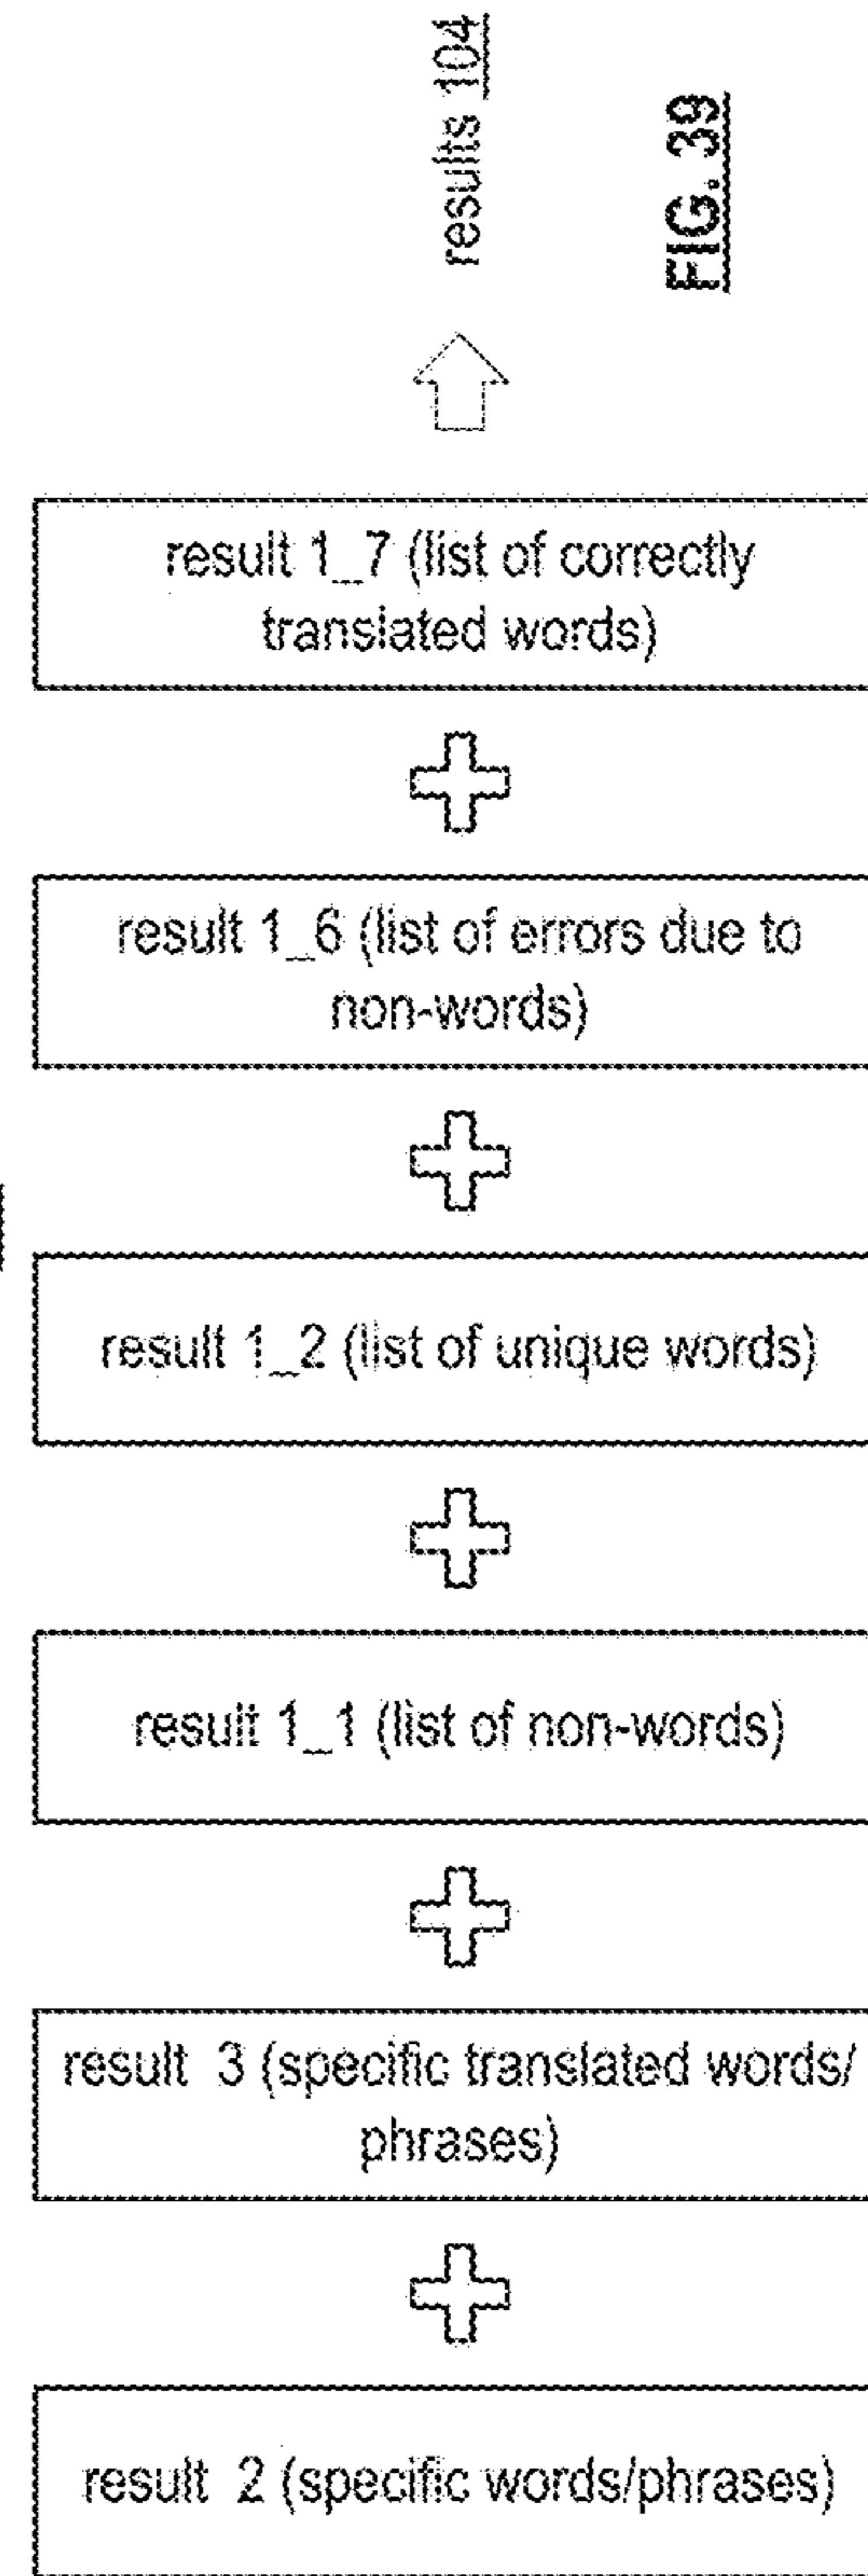 results 104
FIG. 39
result 1_7 (list of correctly
translated words)
result 1_6 (list of errors due to
non-words)
result 1_2 (list of unique words)
result 1_1 (list of non-words)
result 3 (specific translated words/
phrases)
result 2 (specific words/phrases)